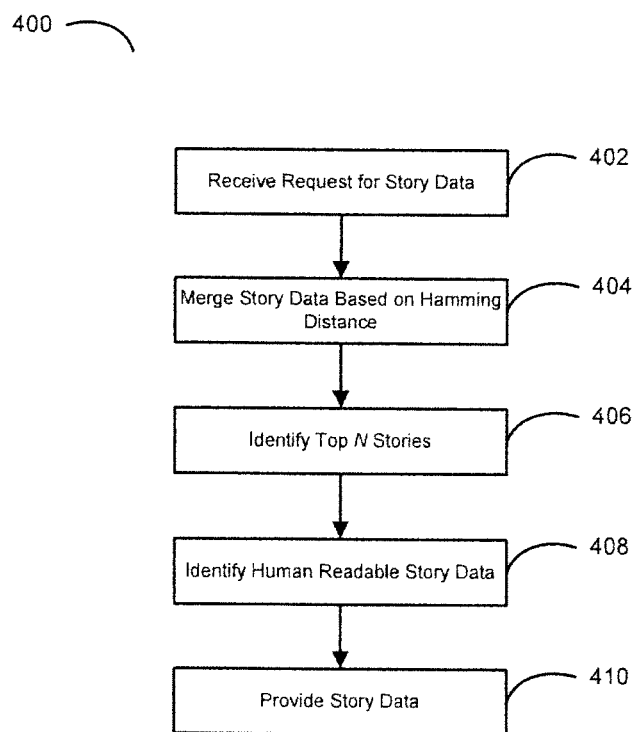 400
402
Receive Request for Story Data
404
Merge Story Data Based on Hamming
Distance
406
Identify Top N Stories
408
Identify Human Readable Story Data
410
Provide Story Data